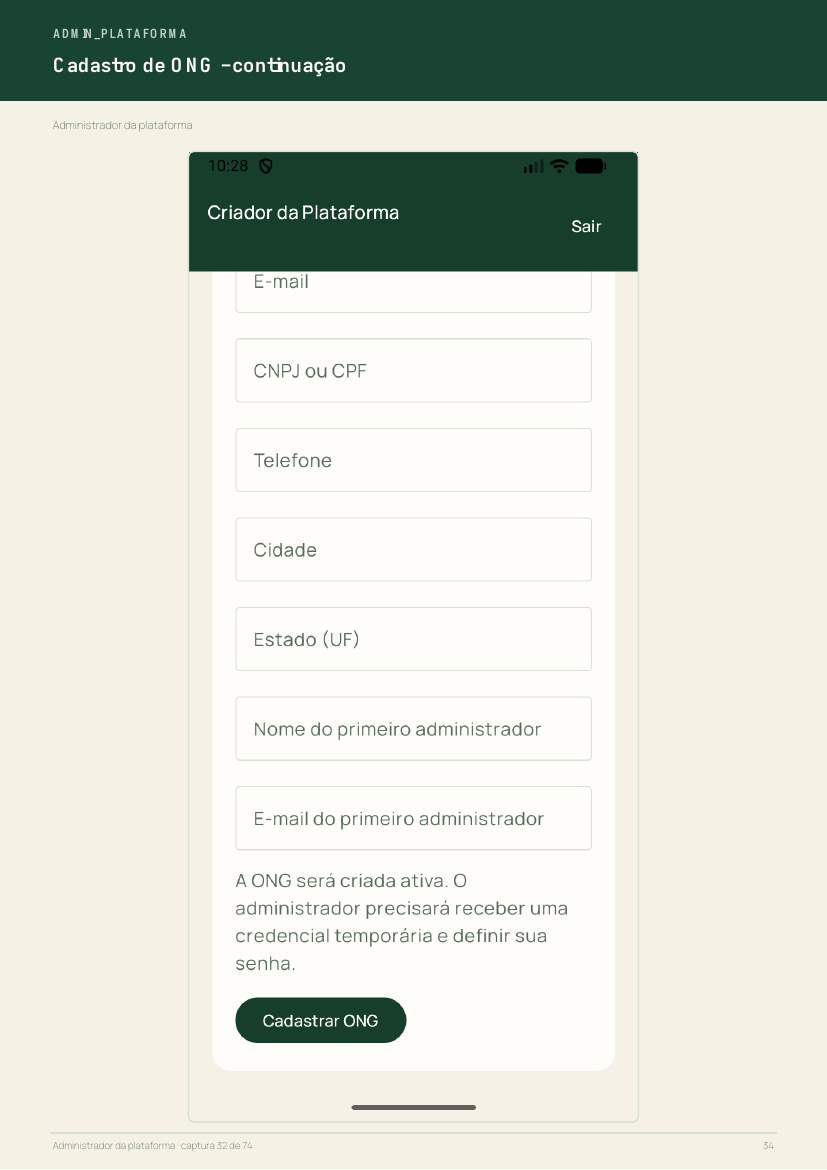 ADMIN_PLATAFORMA
Cadastro de ONG - continuação
Administrador da plataforma
10:28
Criador da Plataforma
Sair
E-mail
CNPJ ou CPF
Telefone
Cidade
Estado (UF)
Nome do primeiro administrador
E-mail do primeiro administrador
A ONG será criada ativa. O
administrador precisará receber uma
credencial temporária e definir sua
senha.
Cadastrar ONG
Administrador da plataforma · captura 32 de 74
34